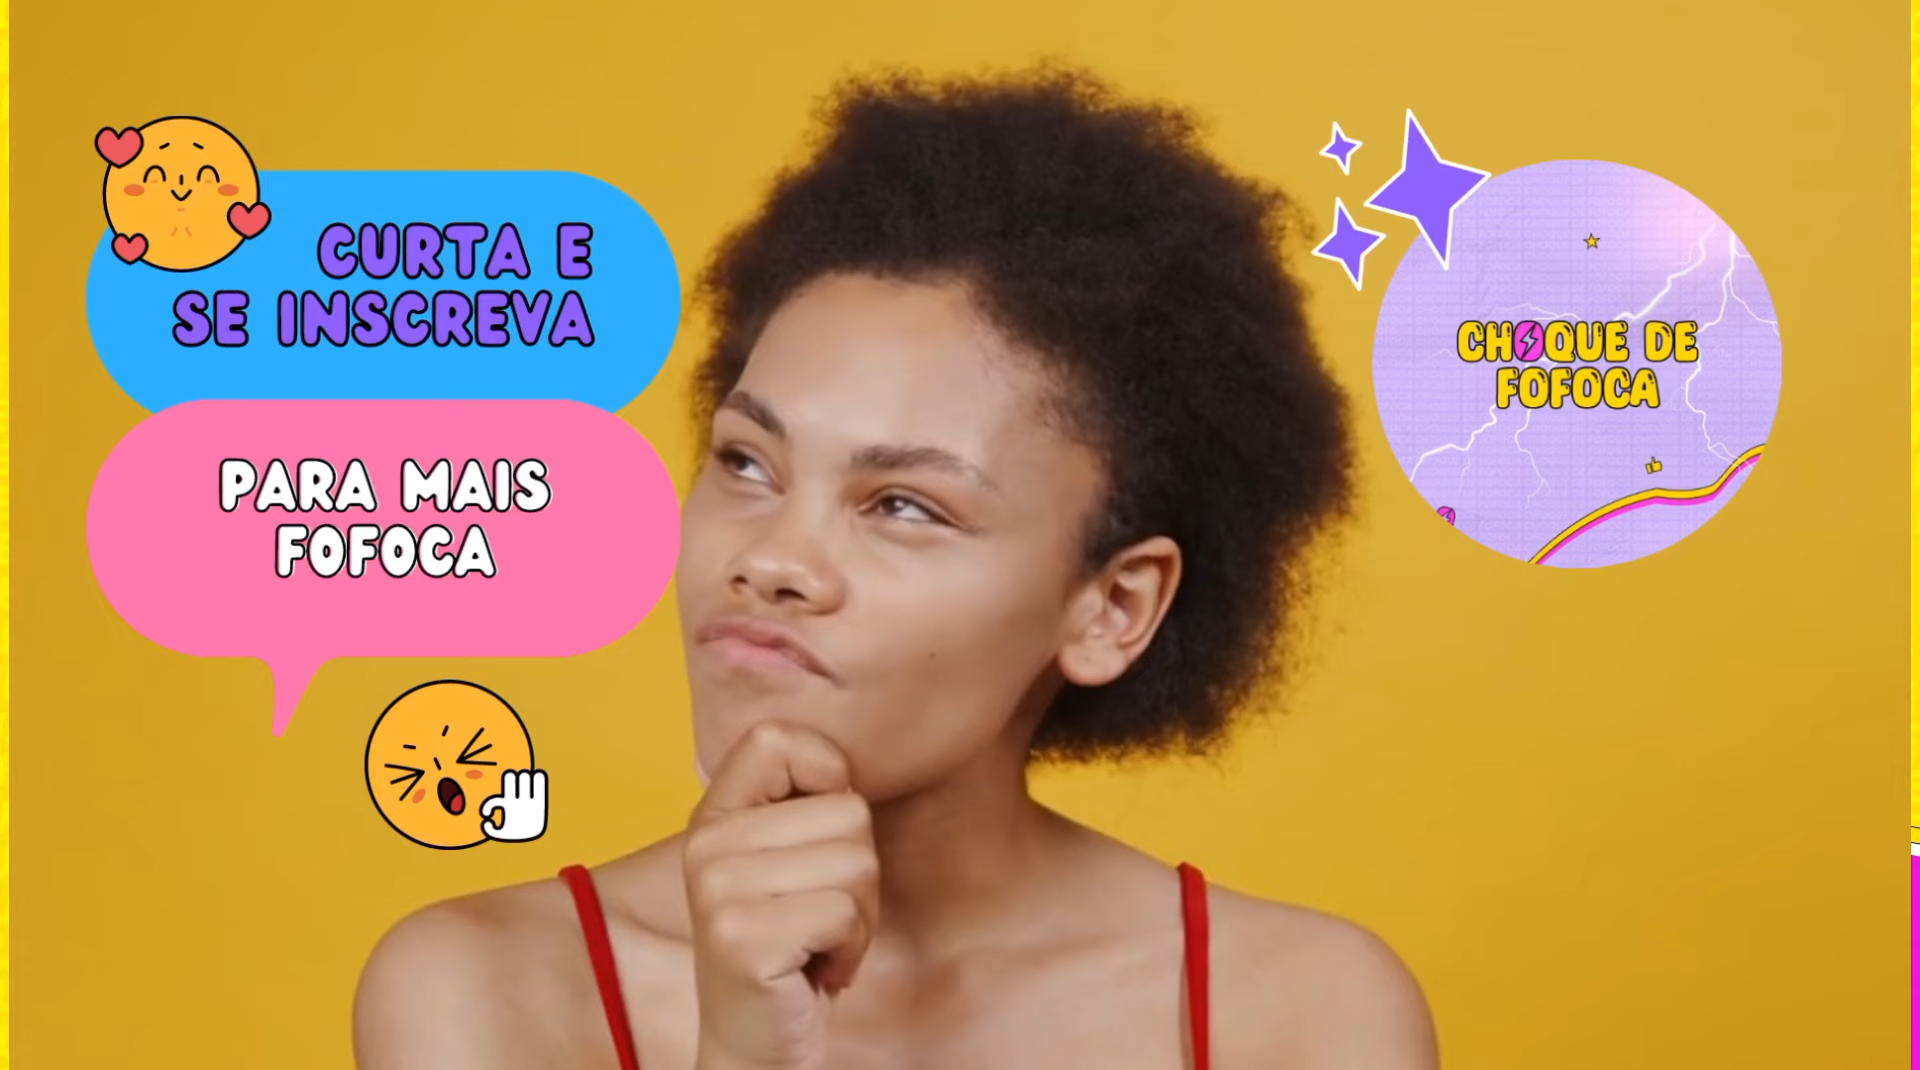 CURTA E
SE INSCREVA
PARA MAIS
FOFOCA
CHOQUE DE
FOFOCA